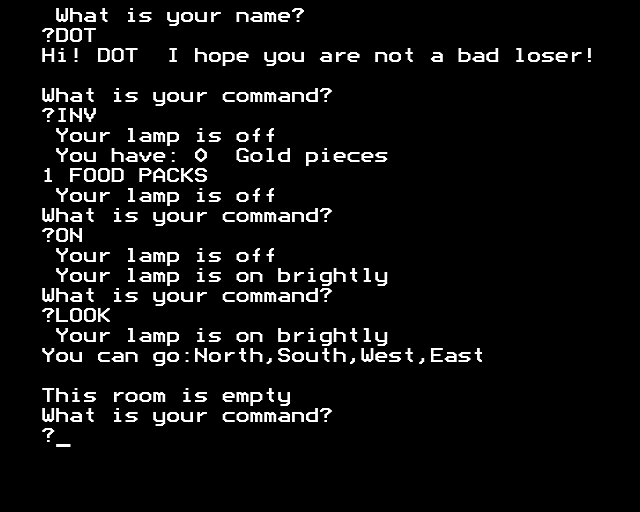 What is your name?
?DOT
Hi! DOT  I hope you are not a bad loser!
What is your command?
?INV
Your lamp is off
You have: 0  Gold pieces
1 FOOD PACKS
Your lamp is off
What is your command?
?ON
Your lamp is off
Your lamp is on brightly
What is your command?
?LOOK
Your lamp is on brightly
You can go:North,South,West,East
This room is empty
What is your command?
?_